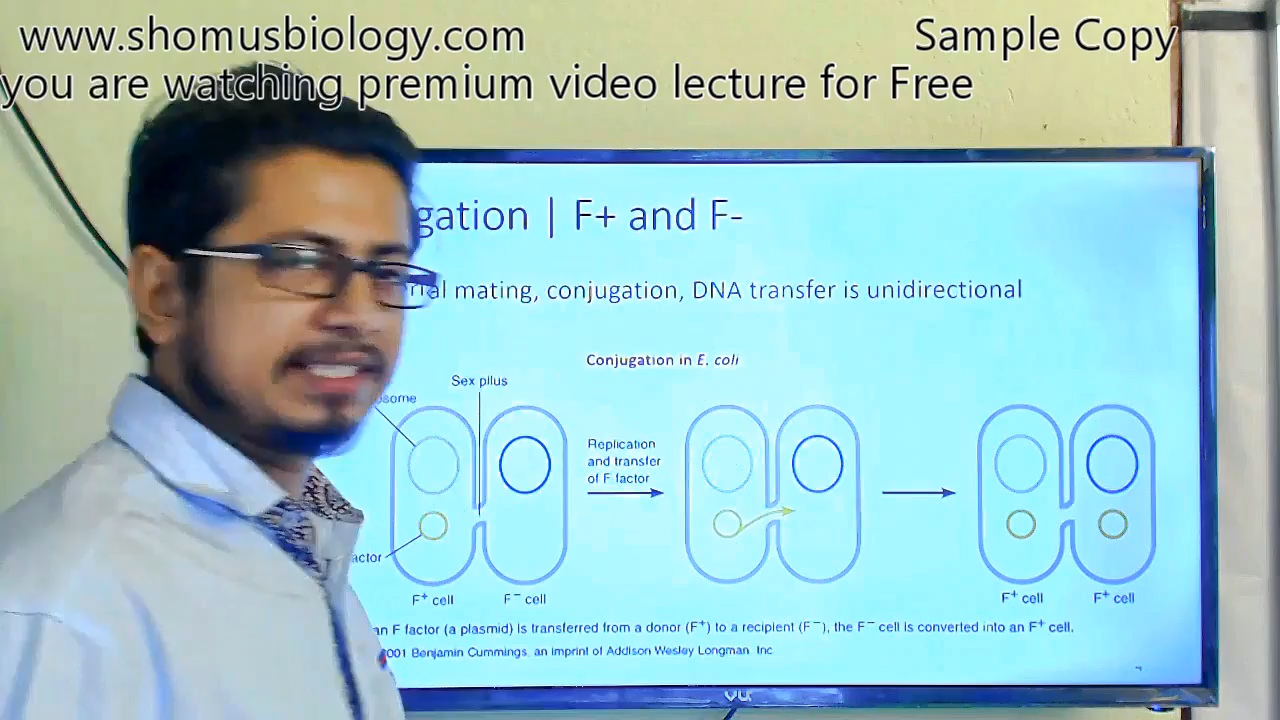 www.shomusbiology.com
Sample Copy
you are watching premium video lecture for Free
gation | F+ and F-
rial mating, conjugation, DNA transfer is unidirectional
Conjugation in E. coli
Sex pilus
osome
Replication
and transfer
of F factor
actor
F⁺ cell
F⁻ cell
F⁺ cell
F⁺ cell
an F factor (a plasmid) is transferred from a donor (F⁺) to a recipient (F⁻), the F⁻ cell is converted into an F⁺ cell.
2001 Benjamin Cummings, an imprint of Addison Wesley Longman, Inc
VU